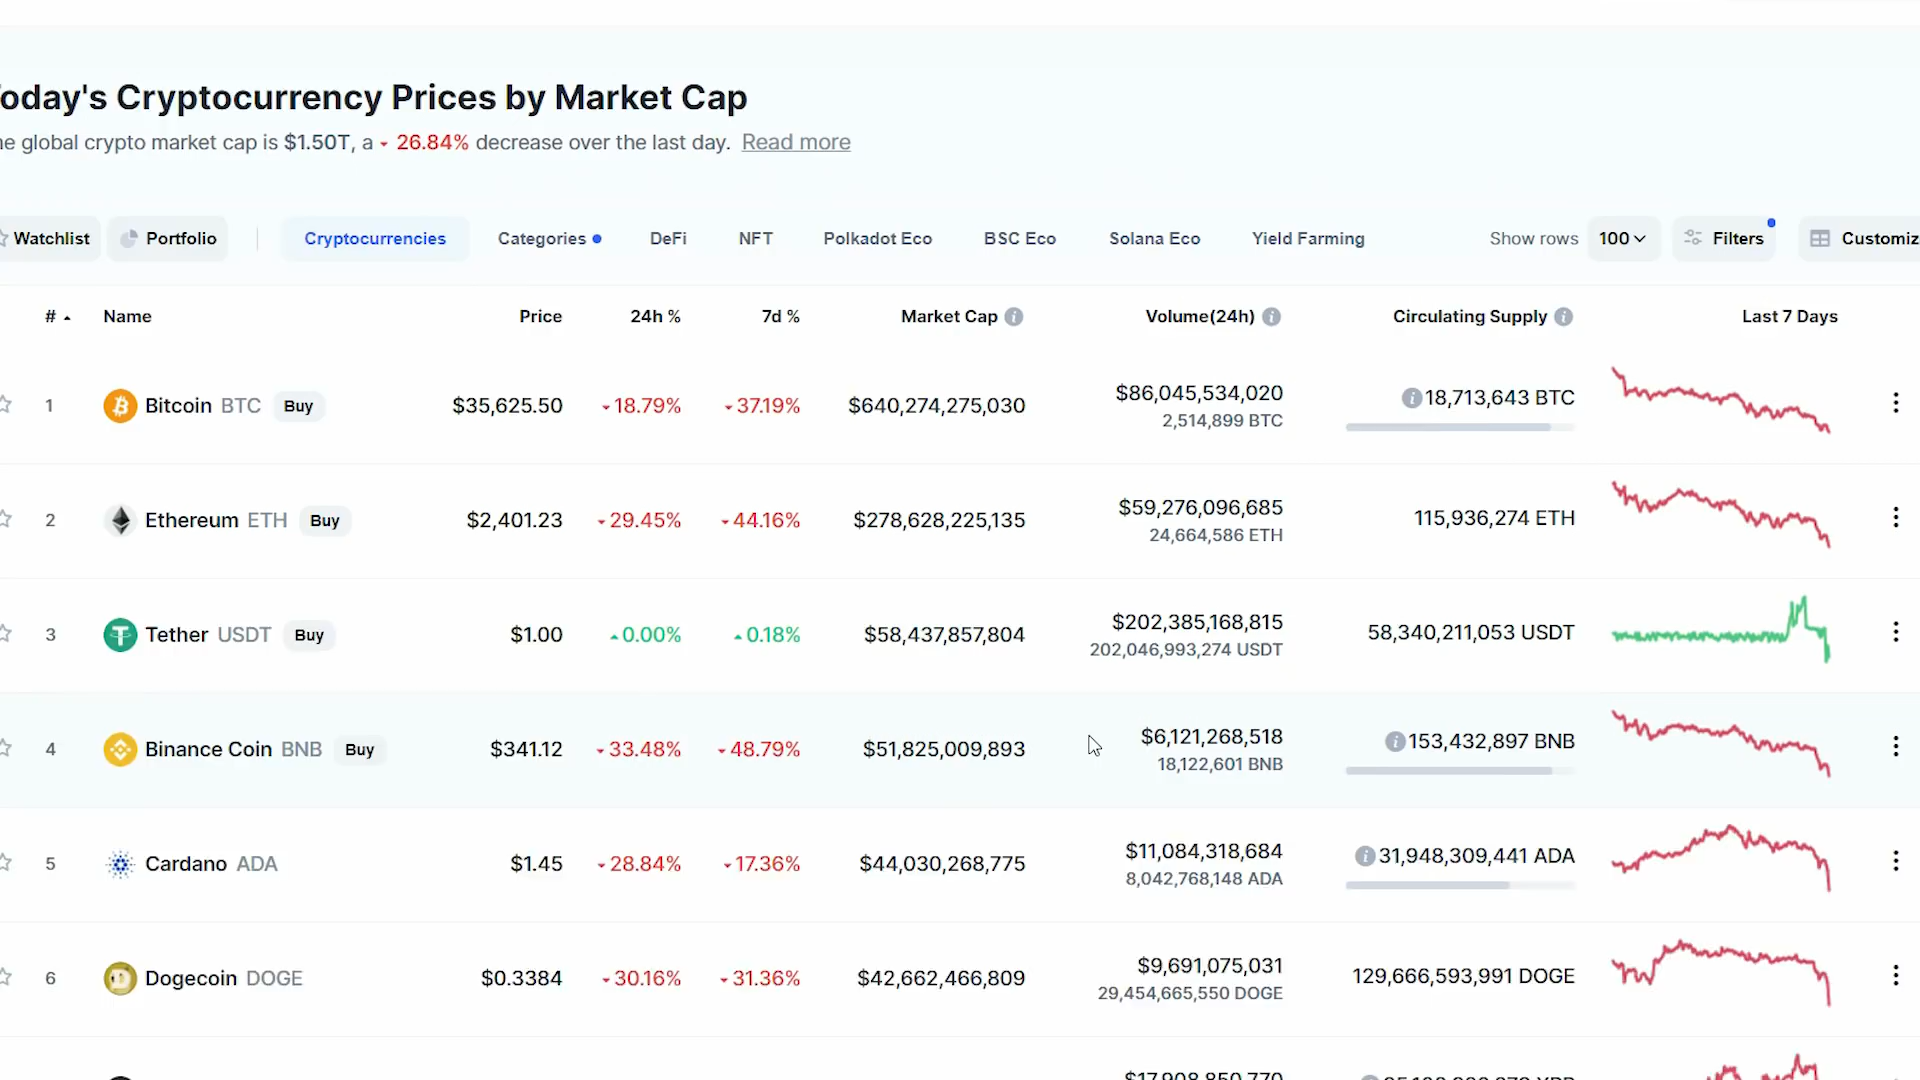 oday's Cryptocurrency Prices by Market Cap
e global crypto market cap is $1.50T, a 26.84% decrease over the last day. Read more
Watchlist Portfolio Cryptocurrencies Categories DeFi NFT Polkadot Eco BSC Eco Solana Eco Yield Farming Show rows 100 Filters Customiz
# Name Price 24h % 7d % Market Cap Volume(24h) Circulating Supply Last 7 Days
1 Bitcoin BTC Buy $35,625.50 18.79% 37.19% $640,274,275,030 $86,045,534,020 18,713,643 BTC
2,514,899 BTC
2 Ethereum ETH Buy $2,401.23 29.45% 44.16% $278,628,225,135 $59,276,096,685 115,936,274 ETH
24,664,586 ETH
3 Tether USDT Buy $1.00 0.00% 0.18% $58,437,857,804 $202,385,168,815 58,340,211,053 USDT
202,046,993,274 USDT
4 Binance Coin BNB Buy $341.12 33.48% 48.79% $51,825,009,893 $6,121,268,518 153,432,897 BNB
18,122,601 BNB
5 Cardano ADA $1.45 28.84% 17.36% $44,030,268,775 $11,084,318,684 31,948,309,441 ADA
8,042,768,148 ADA
6 Dogecoin DOGE $0.3384 30.16% 31.36% $42,662,466,809 $9,691,075,031 129,666,593,991 DOGE
29,454,665,550 DOGE